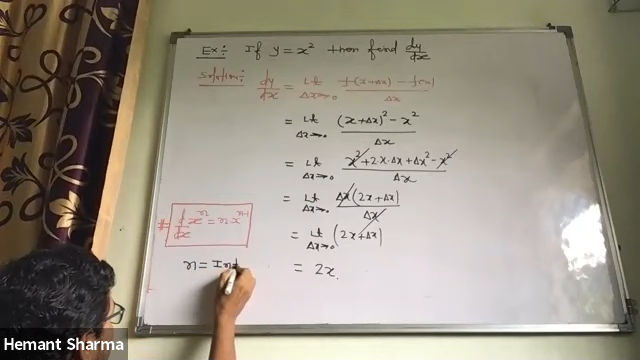 Ex:- If y = x² then find dy/dx
Solution:- dy/dx = Lt Δx→0 f(x+Δx) - f(x) / Δx
= Lt Δx→0 (x+Δx)² - x² / Δx
= Lt Δx→0 x² + 2x·Δx + Δx² - x² / Δx
= Lt Δx→0 Δx(2x+Δx) / Δx
= Lt Δx→0 (2x+Δx)
= 2x.
# d/dx xⁿ = n xⁿ⁻¹
n = Int
Hemant Sharma